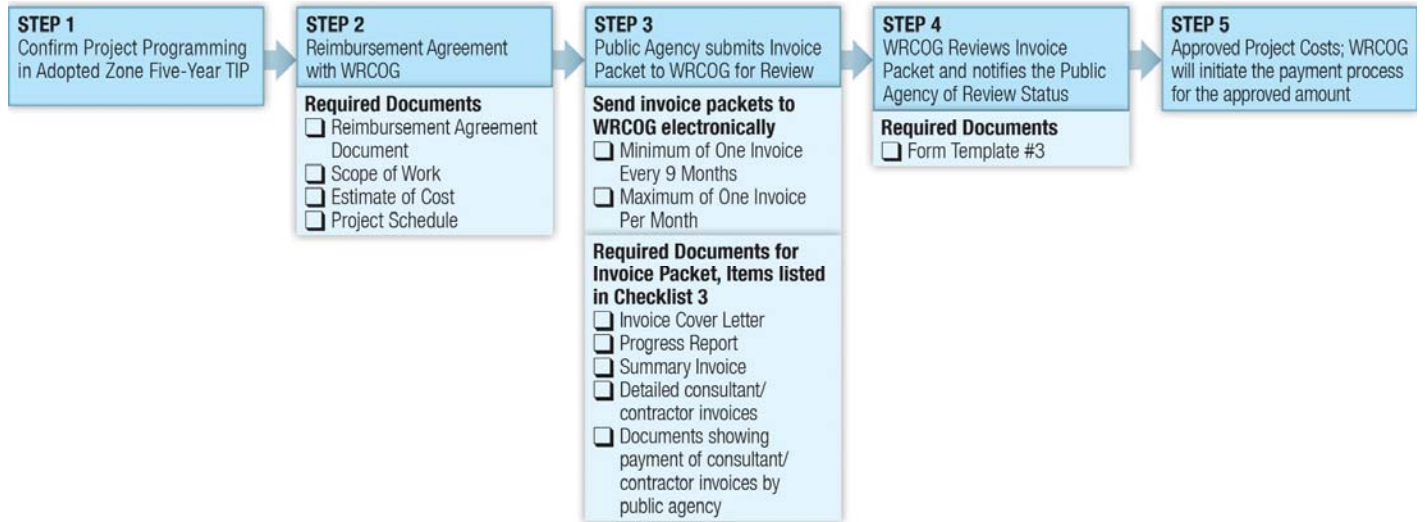 STEP 1
Confirm Project Programming
in Adopted Zone Five-Year TIP
STEP 2
Reimbursement Agreement
with WRCOG
Required Documents
Reimbursement Agreement
Document
Scope of Work
Estimate of Cost
Project Schedule
STEP 3
Public Agency submits Invoice
Packet to WRCOG for Review
Send invoice packets to
WRCOG electronically
Minimum of One Invoice
Every 9 Months
Maximum of One Invoice
Per Month
Required Documents for
Invoice Packet, Items listed
in Checklist 3
Invoice Cover Letter
Progress Report
Summary Invoice
Detailed consultant/
contractor invoices
Documents showing
payment of consultant/
contractor invoices by
public agency
STEP 4
WRCOG Reviews Invoice
Packet and notifies the Public
Agency of Review Status
Required Documents
Form Template #3
STEP 5
Approved Project Costs; WRCOG
will initiate the payment process
for the approved amount